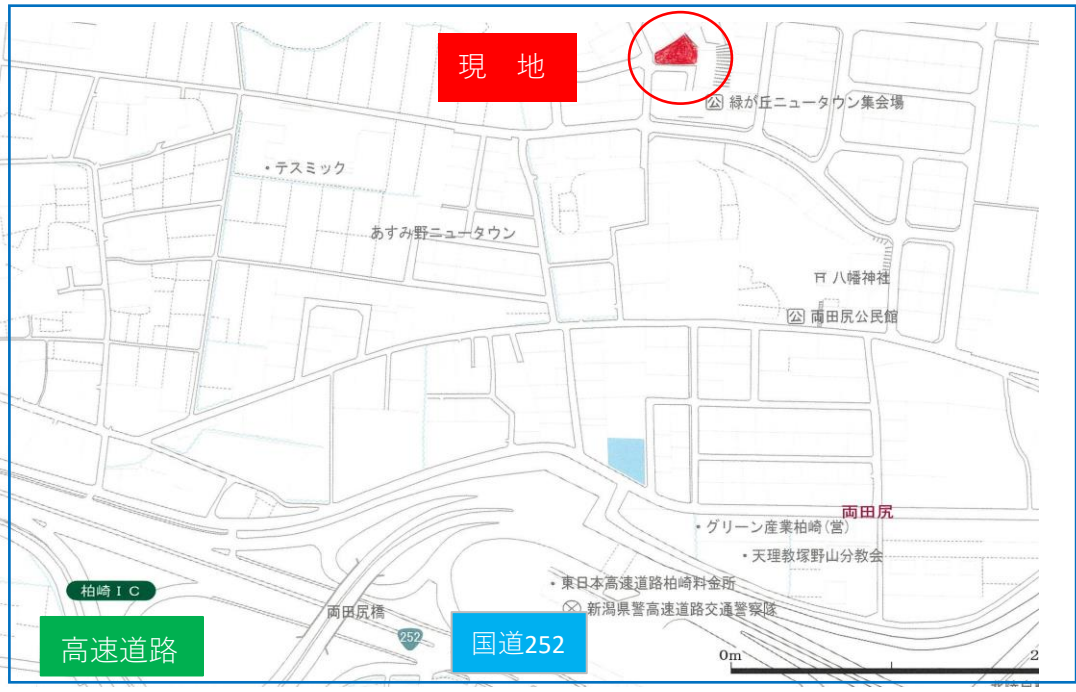 現 地
公 緑が丘ニュータウン集会場
・テスミック
あすみ野ニュータウン
八幡神社
公 両田尻公民館
両田尻
・グリーン産業柏崎(営)
・天理教塚野山分教会
・東日本高速道路柏崎料金所
新潟県警高速道路交通警察隊
柏崎IC
両田尻橋
252
高速道路
国道252
0m
2